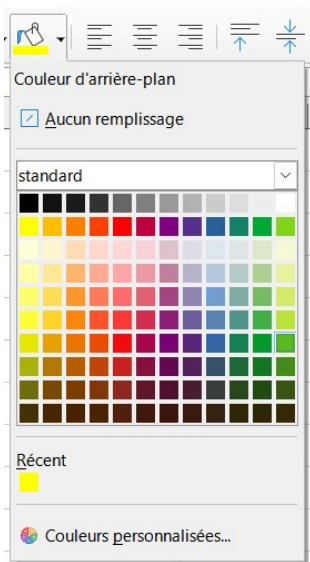 Couleur d'arrière-plan
Aucun remplissage
standard
Récent
Couleurs personnalisées...